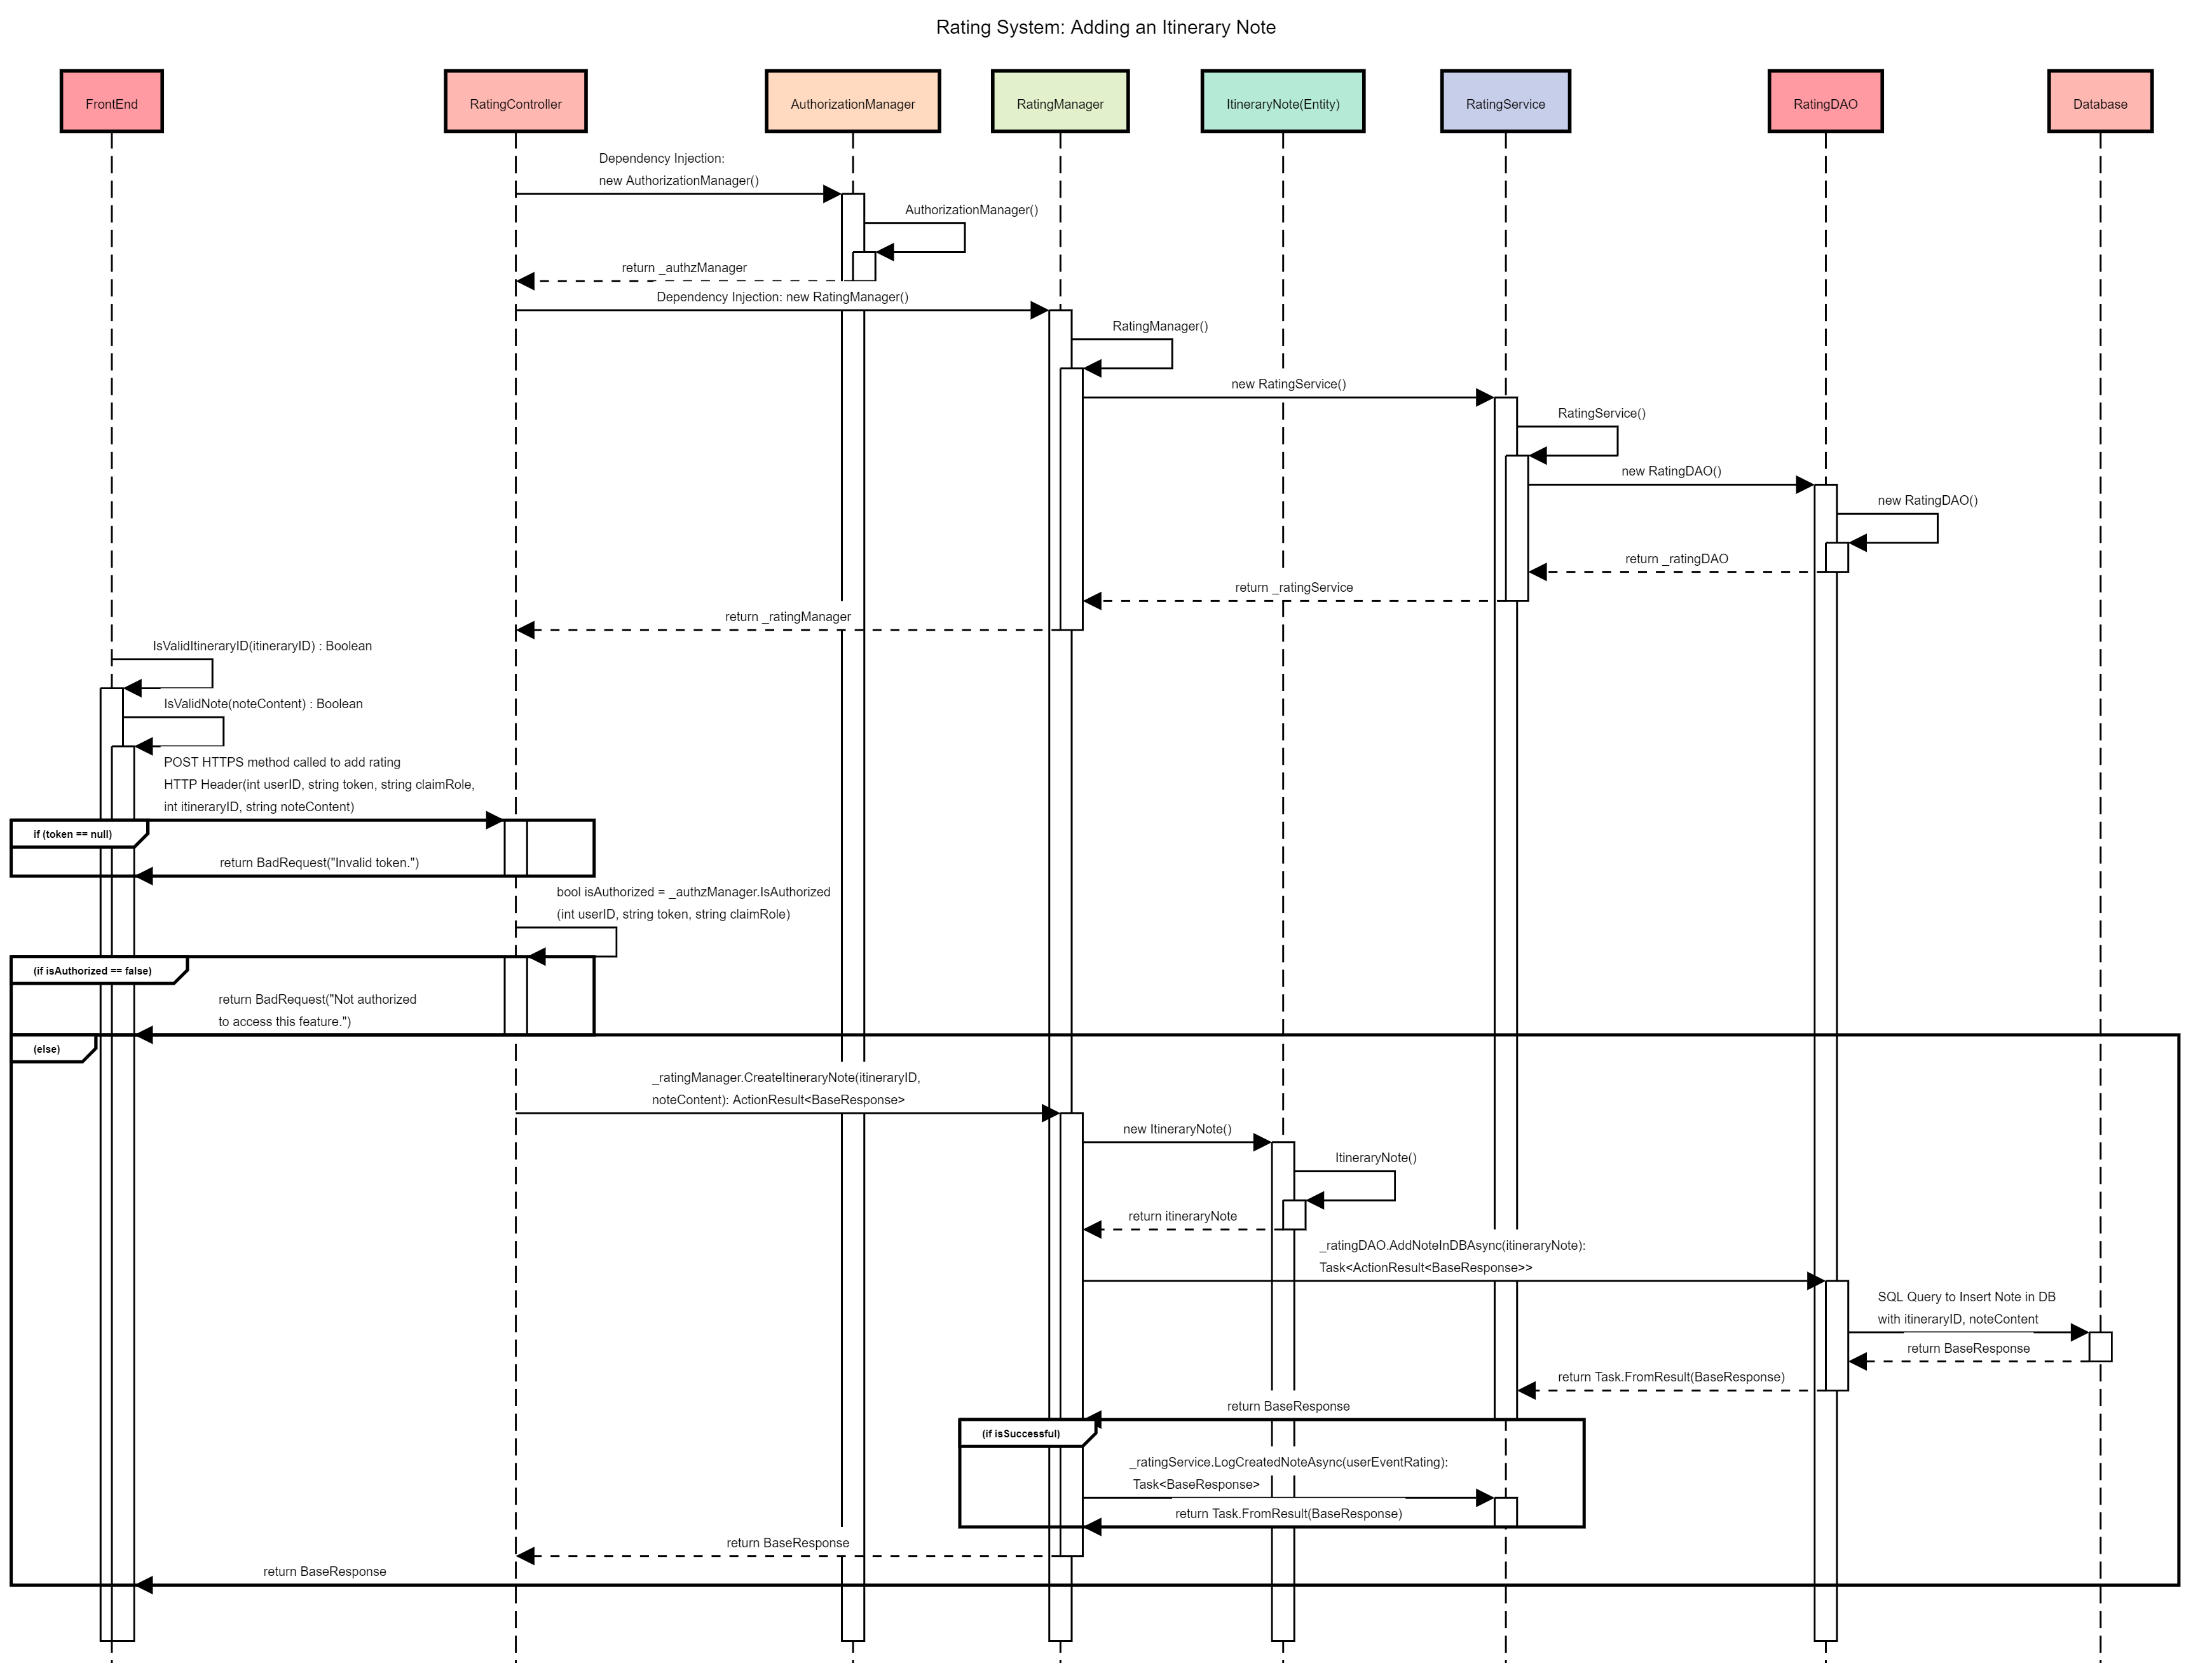 Rating System: Adding an Itinerary Note
FrontEnd
RatingController
AuthorizationManager
RatingManager
ItineraryNote(Entity)
RatingService
RatingDAO
Database
Dependency Injection:
new AuthorizationManager()
AuthorizationManager()
return _authzManager
Dependency Injection: new RatingManager()
RatingManager()
new RatingService()
RatingService()
new RatingDAO()
new RatingDAO()
return _ratingDAO
return _ratingService
return _ratingManager
IsValidItineraryID(itineraryID) : Boolean
IsValidNote(noteContent) : Boolean
POST HTTPS method called to add rating
HTTP Header(int userID, string token, string claimRole,
int itineraryID, string noteContent)
if (token == null)
return BadRequest("Invalid token.")
bool isAuthorized = _authzManager.IsAuthorized
(int userID, string token, string claimRole)
(if isAuthorized == false)
return BadRequest("Not authorized
to access this feature.")
(else)
_ratingManager.CreateItineraryNote(itineraryID,
noteContent): ActionResult<BaseResponse>
new ItineraryNote()
ItineraryNote()
return itineraryNote
_ratingDAO.AddNoteInDBAsync(itineraryNote):
Task<ActionResult<BaseResponse>>
SQL Query to Insert Note in DB
with itineraryID, noteContent
return BaseResponse
return Task.FromResult(BaseResponse)
return BaseResponse
(if isSuccessful)
_ratingService.LogCreatedNoteAsync(userEventRating):
Task<BaseResponse>
return Task.FromResult(BaseResponse)
return BaseResponse
return BaseResponse